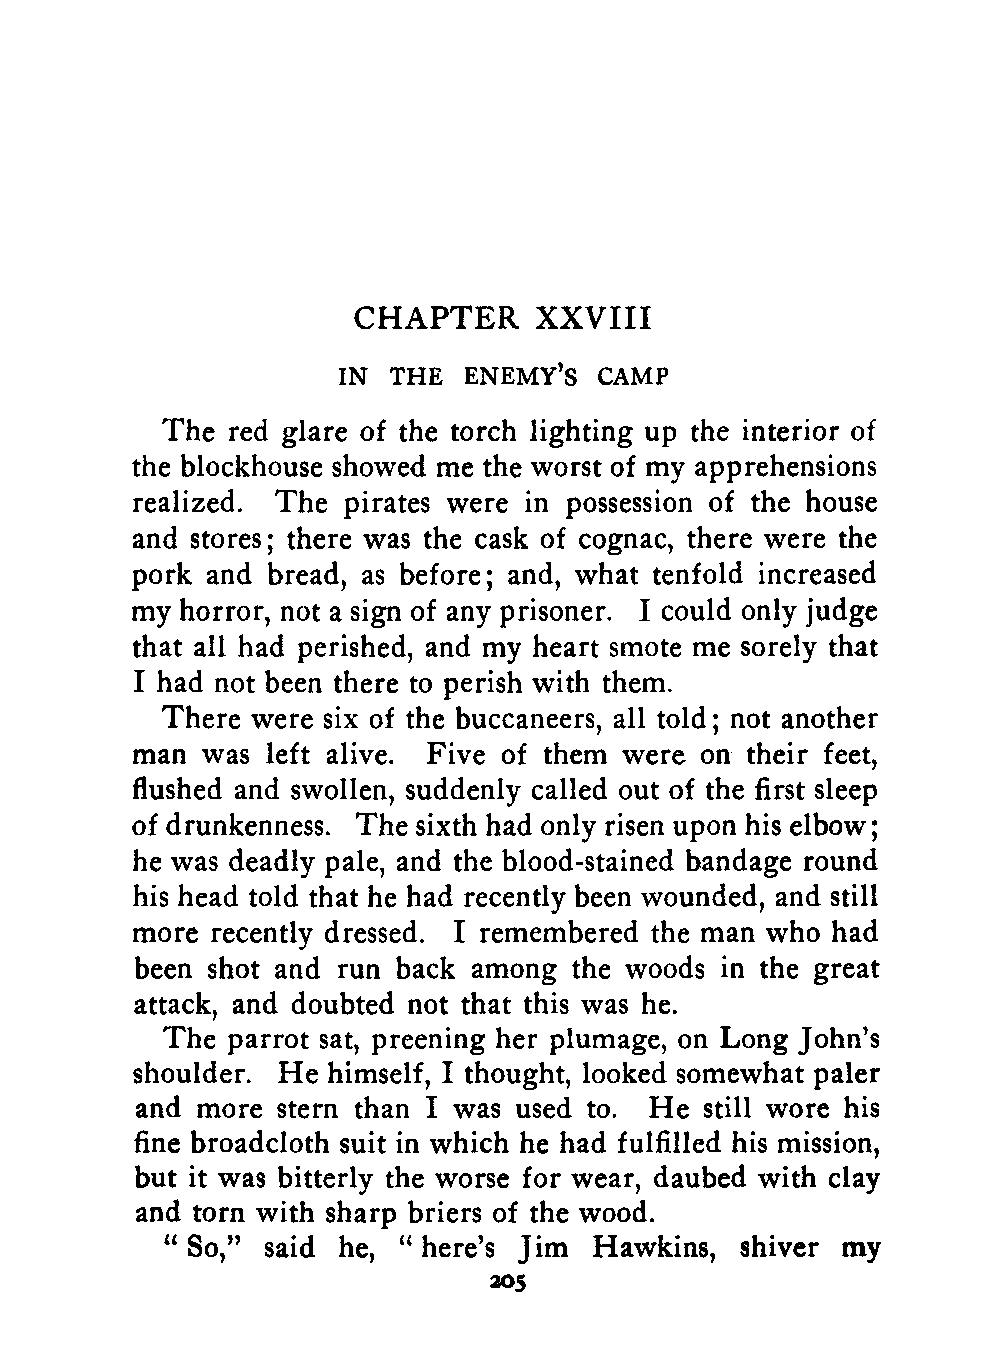 CHAPTER XXVIII
IN THE ENEMY'S CAMP
The red glare of the torch lighting up the interior of
the blockhouse showed me the worst of my apprehensions
realized. The pirates were in possession of the house
and stores; there was the cask of cognac, there were the
pork and bread, as before; and, what tenfold increased
my horror, not a sign of any prisoner. I could only judge
that all had perished, and my heart smote me sorely that
I had not been there to perish with them.
There were six of the buccaneers, all told; not another
man was left alive. Five of them were on their feet,
flushed and swollen, suddenly called out of the first sleep
of drunkenness. The sixth had only risen upon his elbow;
he was deadly pale, and the blood-stained bandage round
his head told that he had recently been wounded, and still
more recently dressed. I remembered the man who had
been shot and run back among the woods in the great
attack, and doubted not that this was he.
The parrot sat, preening her plumage, on Long John's
shoulder. He himself, I thought, looked somewhat paler
and more stern than I was used to. He still wore his
fine broadcloth suit in which he had fulfilled his mission,
but it was bitterly the worse for wear, daubed with clay
and torn with sharp briers of the wood.
“ So,” said he, “ here's Jim Hawkins, shiver my
205